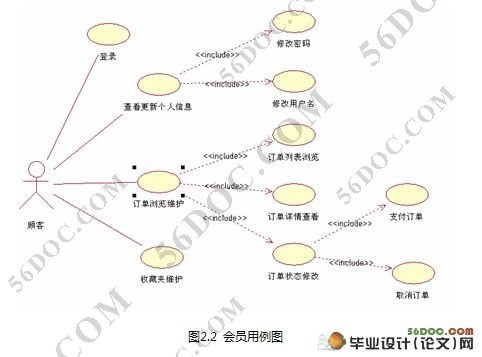 登录
<<include>>
修改密码
查看更新个人信息
<<include>>
修改用户名
<<include>>
订单列表浏览
订单浏览维护
<<include>>
订单详情查看
<<include>>
支付订单
<<include>>
顾客
收藏夹维护
订单状态修改
<<include>>
取消订单
图2.2 会员用例图
56DOC.COM
56DOC.COM
56DOC.COM
56DOC.COM
56DOC.COM
56DOC.COM
www.56doc.com
毕业设计(论文)网